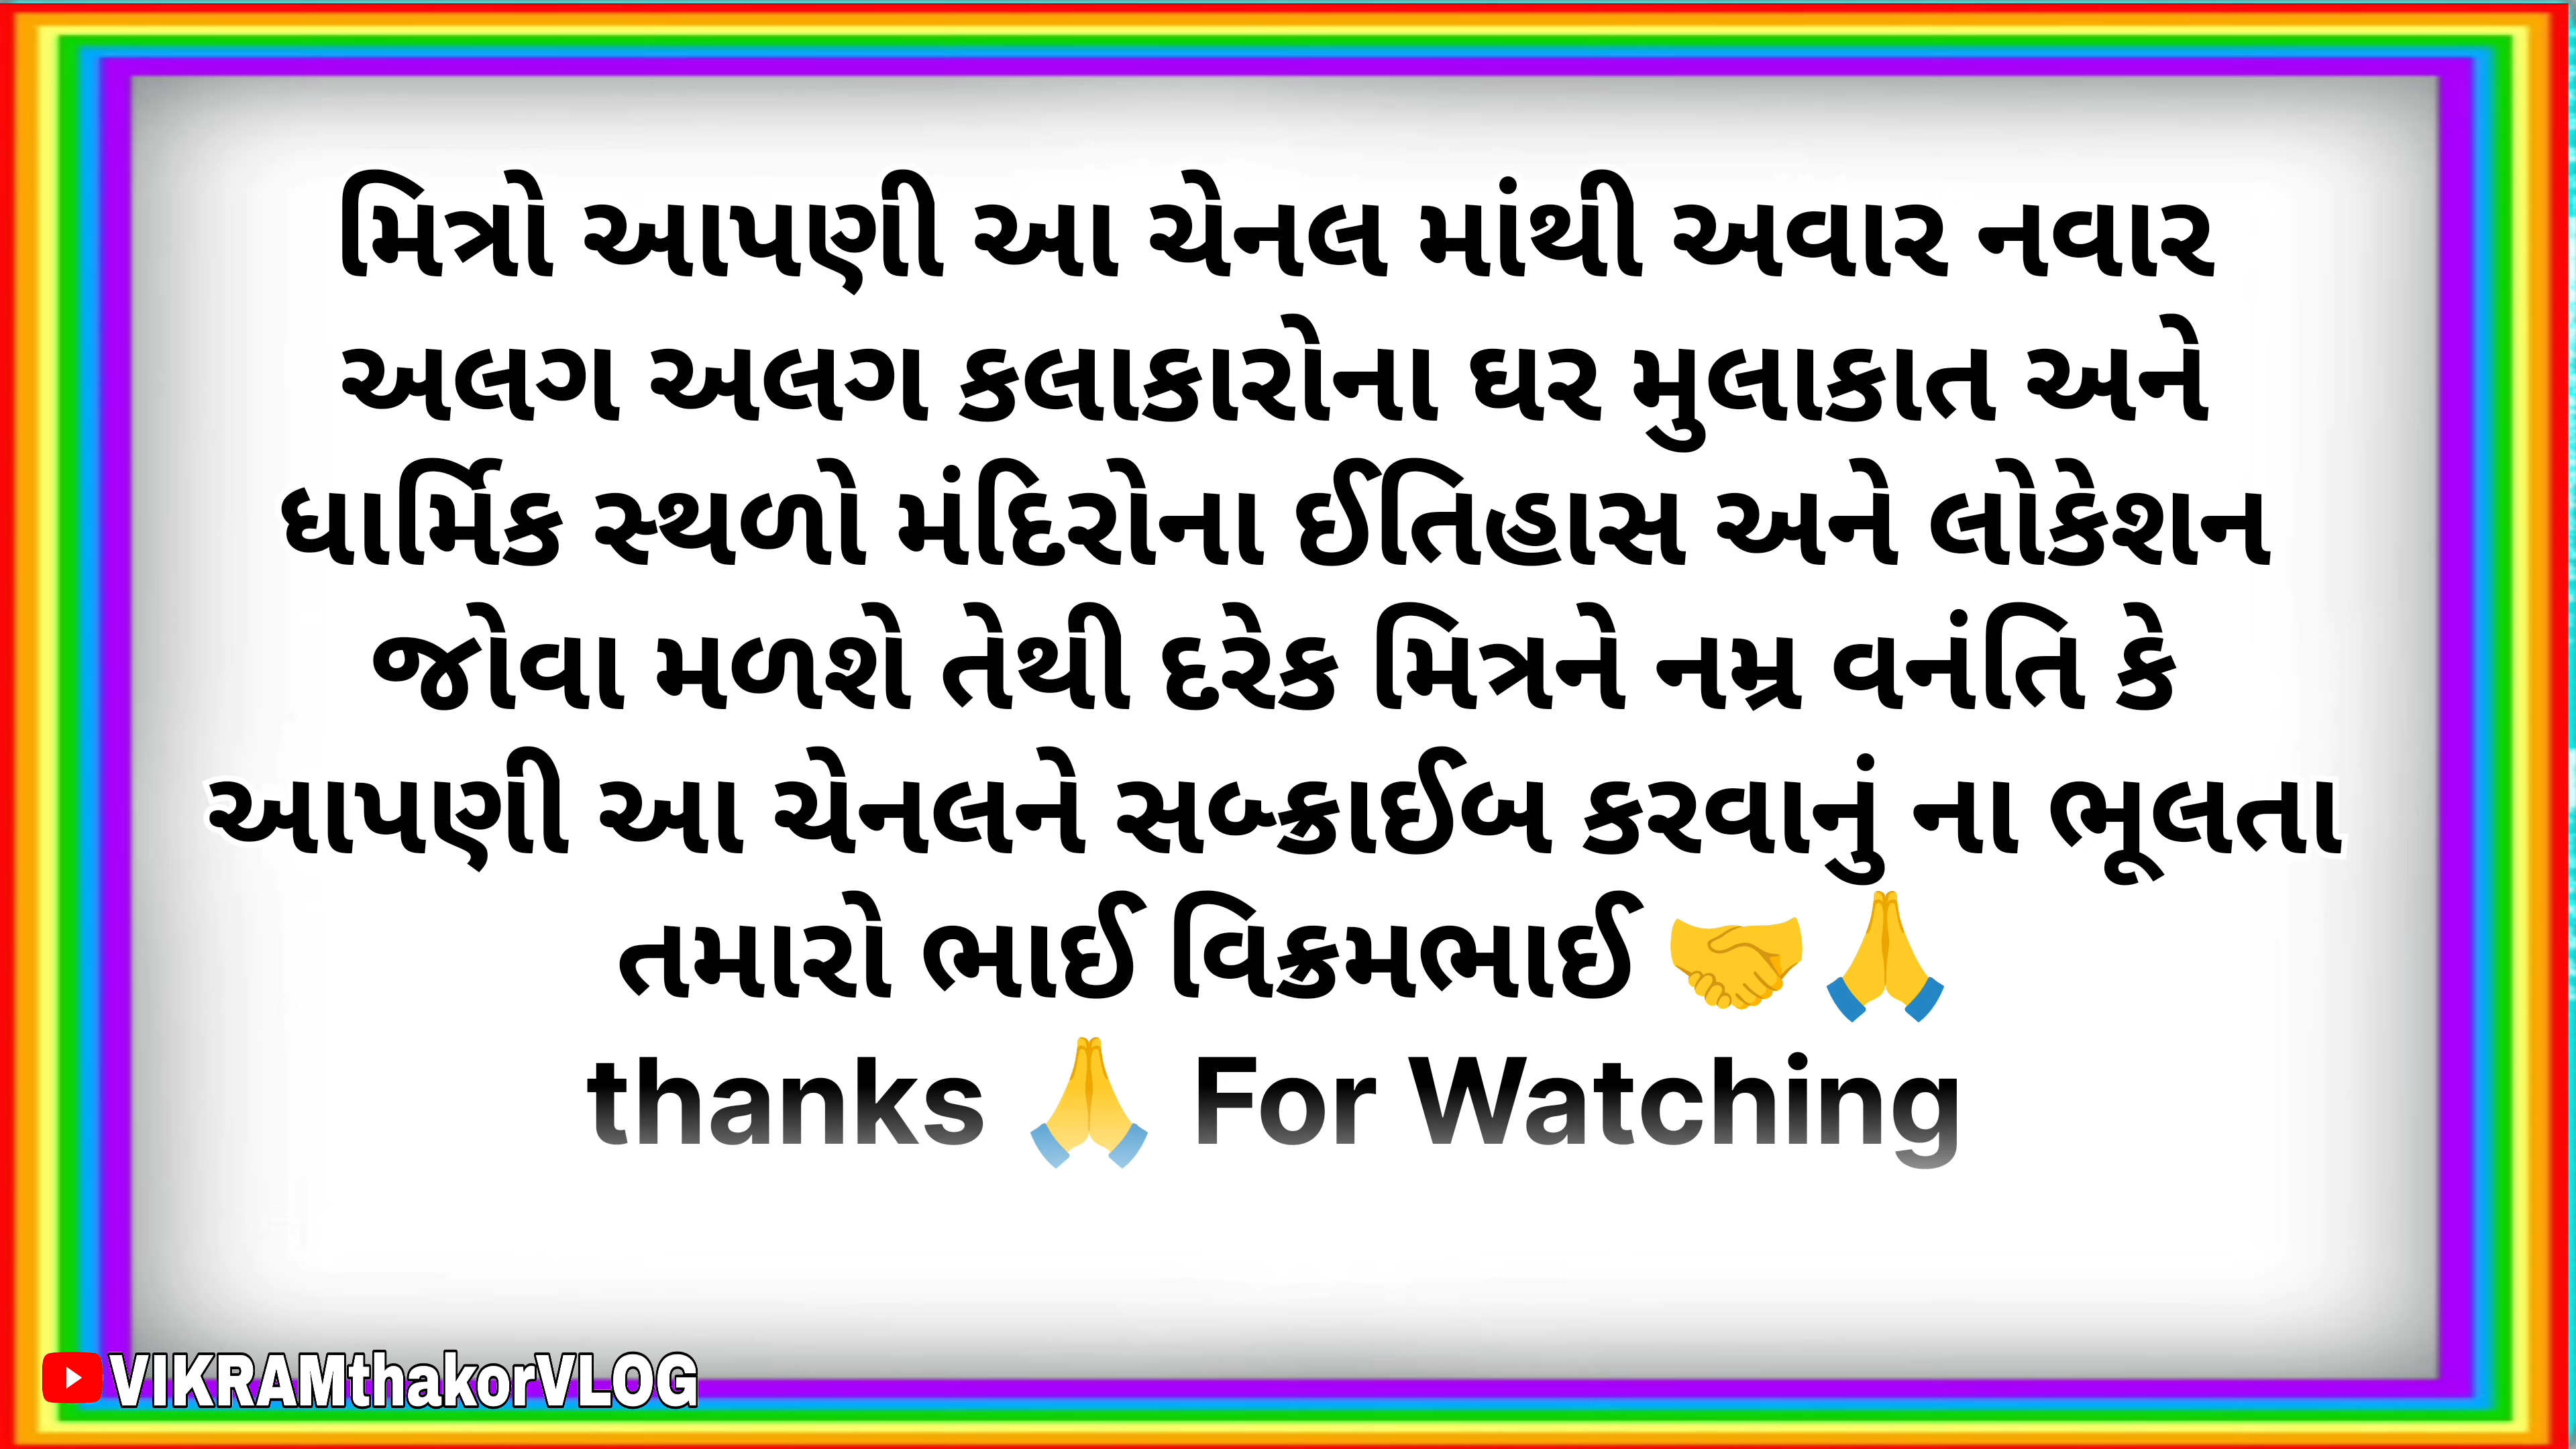 મિત્રો આપણી આ ચેનલ માંથી અવાર નવાર
અલગ અલગ કલાકારોના ઘર મુલાકાત અને
ધાર્મિક સ્થળો મંદિરોના ઈતિહાસ અને લોકેશન
જોવા મળશે તેથી દરેક મિત્રને નમ્ર વનંતિ કે
આપણી આ ચેનલને સબ્ક્રાઈબ કરવાનું ના ભૂલતા
તમારો ભાઈ વિક્રમભાઈ 🤝🙏
thanks 🙏 For Watching
VIKRAMthakorVLOG